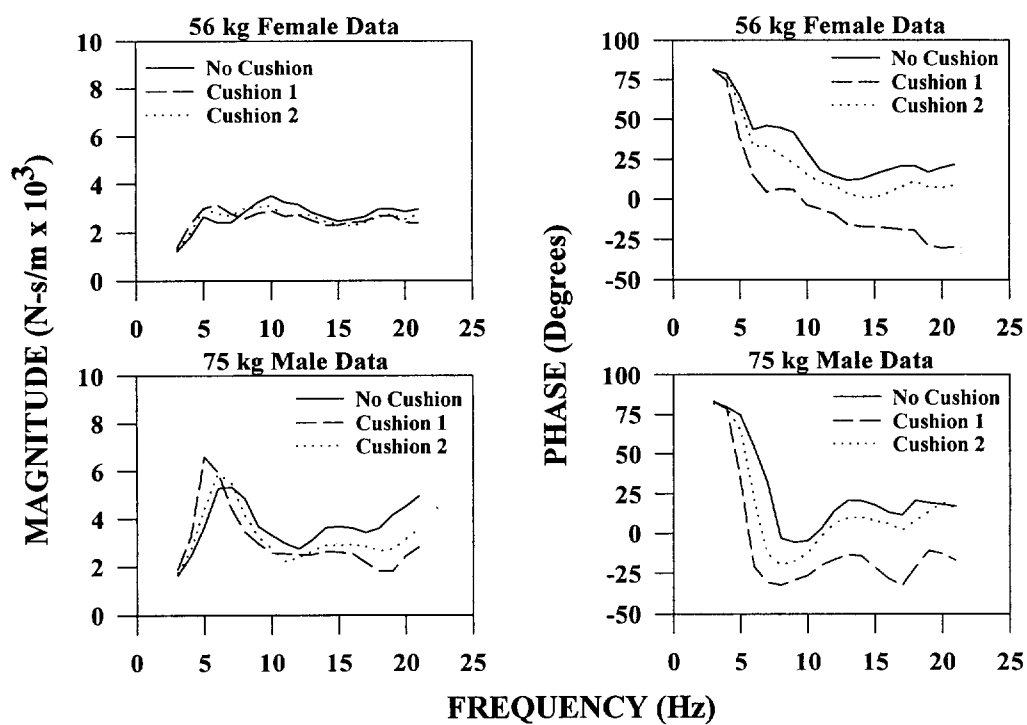 56 kg Female Data
10
8
6
4
2
0
0 5 10 15 20 25
No Cushion
Cushion 1
Cushion 2
56 kg Female Data
100
75
50
25
0
-25
-50
0 5 10 15 20 25
No Cushion
Cushion 1
Cushion 2
75 kg Male Data
10
8
6
4
2
0
0 5 10 15 20 25
No Cushion
Cushion 1
Cushion 2
75 kg Male Data
100
75
50
25
0
-25
-50
0 5 10 15 20 25
No Cushion
Cushion 1
Cushion 2
MAGNITUDE (N-s/m x 10³)
PHASE (Degrees)
FREQUENCY (Hz)